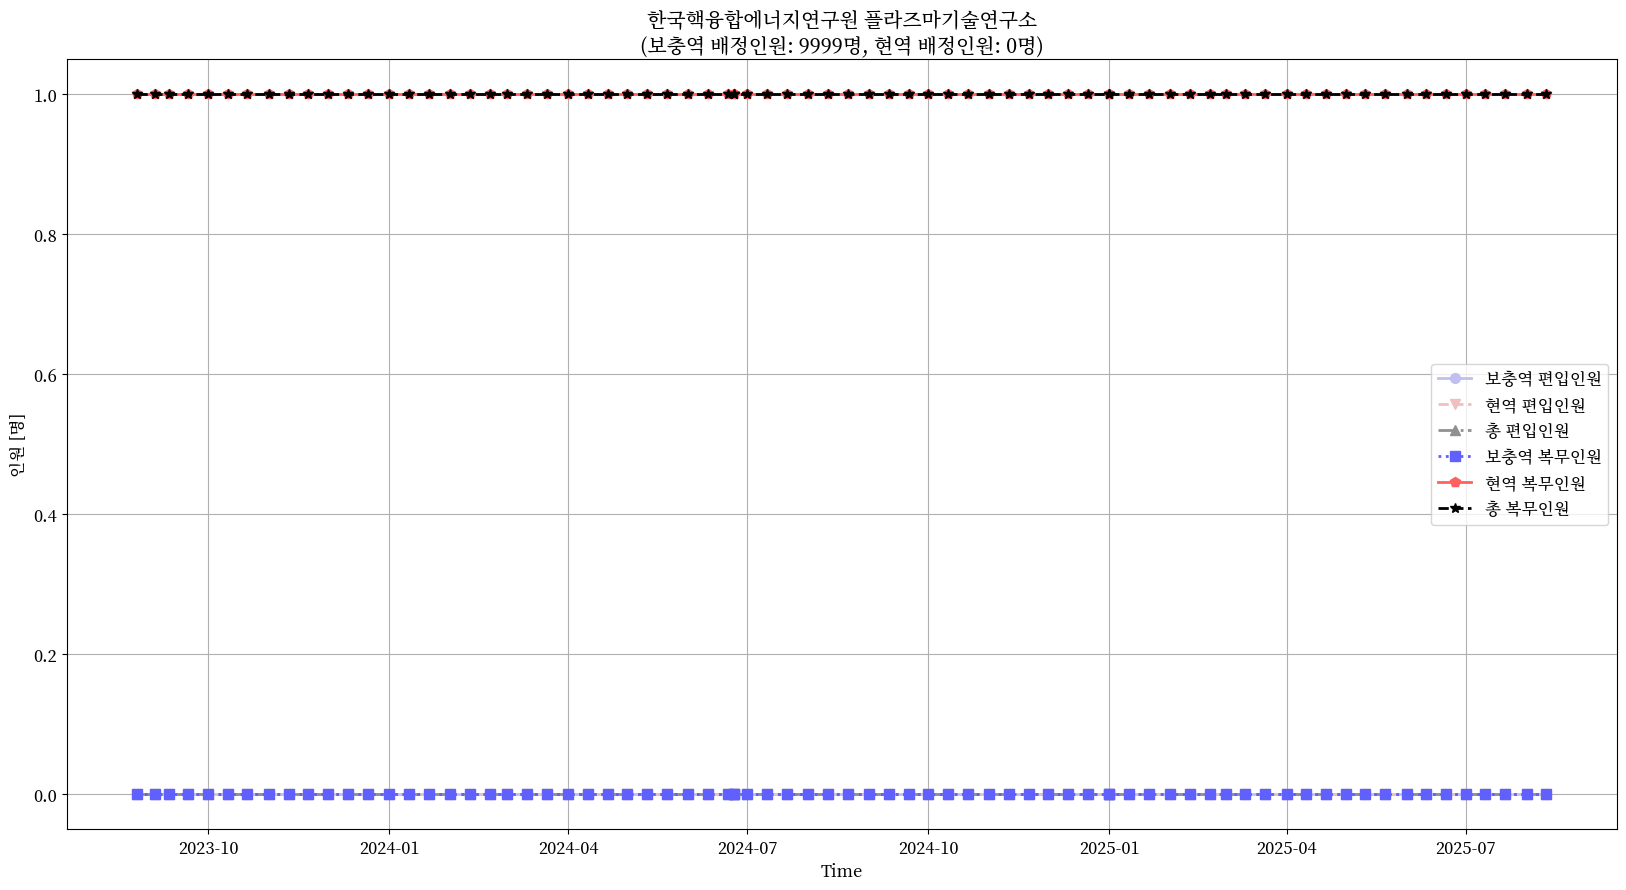 한국핵융합에너지연구원 플라즈마기술연구소
(보충역 배정인원: 9999명, 현역 배정인원: 0명)
1.0
0.8
0.6
0.4
0.2
0.0
인원 [명]
보충역 편입인원
현역 편입인원
총 편입인원
보충역 복무인원
현역 복무인원
총 복무인원
2023-10
2024-01
2024-04
2024-07
2024-10
2025-01
2025-04
2025-07
Time